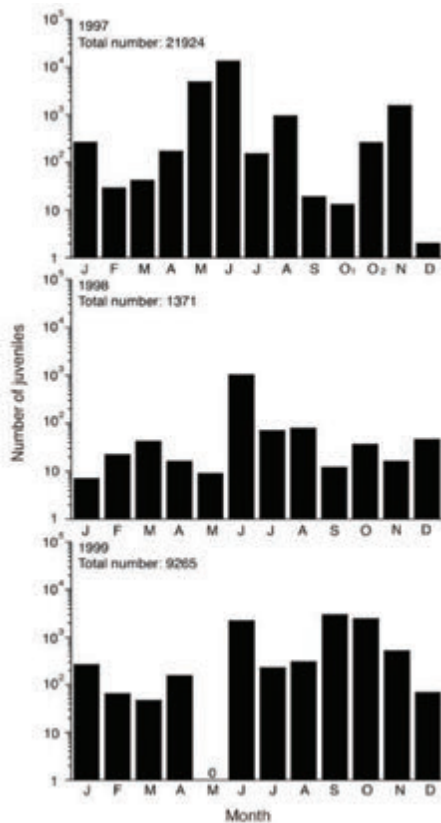 Number of juveniles
1997
Total number: 21924
10⁵
10⁴
10³
10²
10
1
J F M A M J J A S O₁ O₂ N D
1998
Total number: 1371
10⁵
10⁴
10³
10²
10
1
J F M A M J J A S O N D
1999
Total number: 9265
10⁵
10⁴
10³
10²
10
1
0
J F M A M J J A S O N D
Month